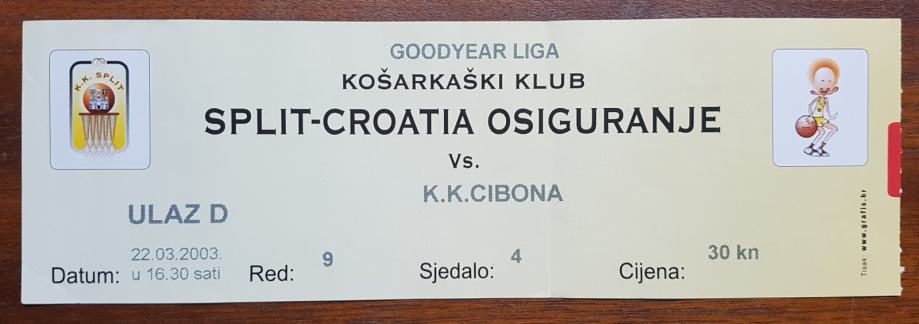 GOODYEAR LIGA
KOŠARKAŠKI KLUB
SPLIT-CROATIA OSIGURANJE
Vs.
K.K.CIBONA
K.K. SPLIT
ULAZ D
Datum: 22.03.2003.
u 16.30 sati
Red: 9
Sjedalo: 4
Cijena: 30 kn
Tisak: www.grafis.hr